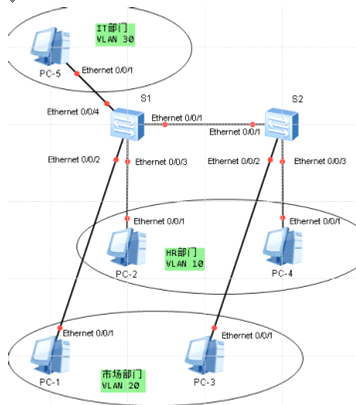 IT部门
VLAN 30
PC-5
Ethernet 0/0/1
Ethernet 0/0/4
S1
S2
Ethernet 0/0/1
Ethernet 0/0/1
Ethernet 0/0/2
Ethernet 0/0/3
Ethernet 0/0/2
Ethernet 0/0/3
Ethernet 0/0/1
Ethernet 0/0/1
HR部门
VLAN 10
PC-2
PC-4
Ethernet 0/0/1
Ethernet 0/0/1
市场部门
VLAN 20
PC-1
PC-3